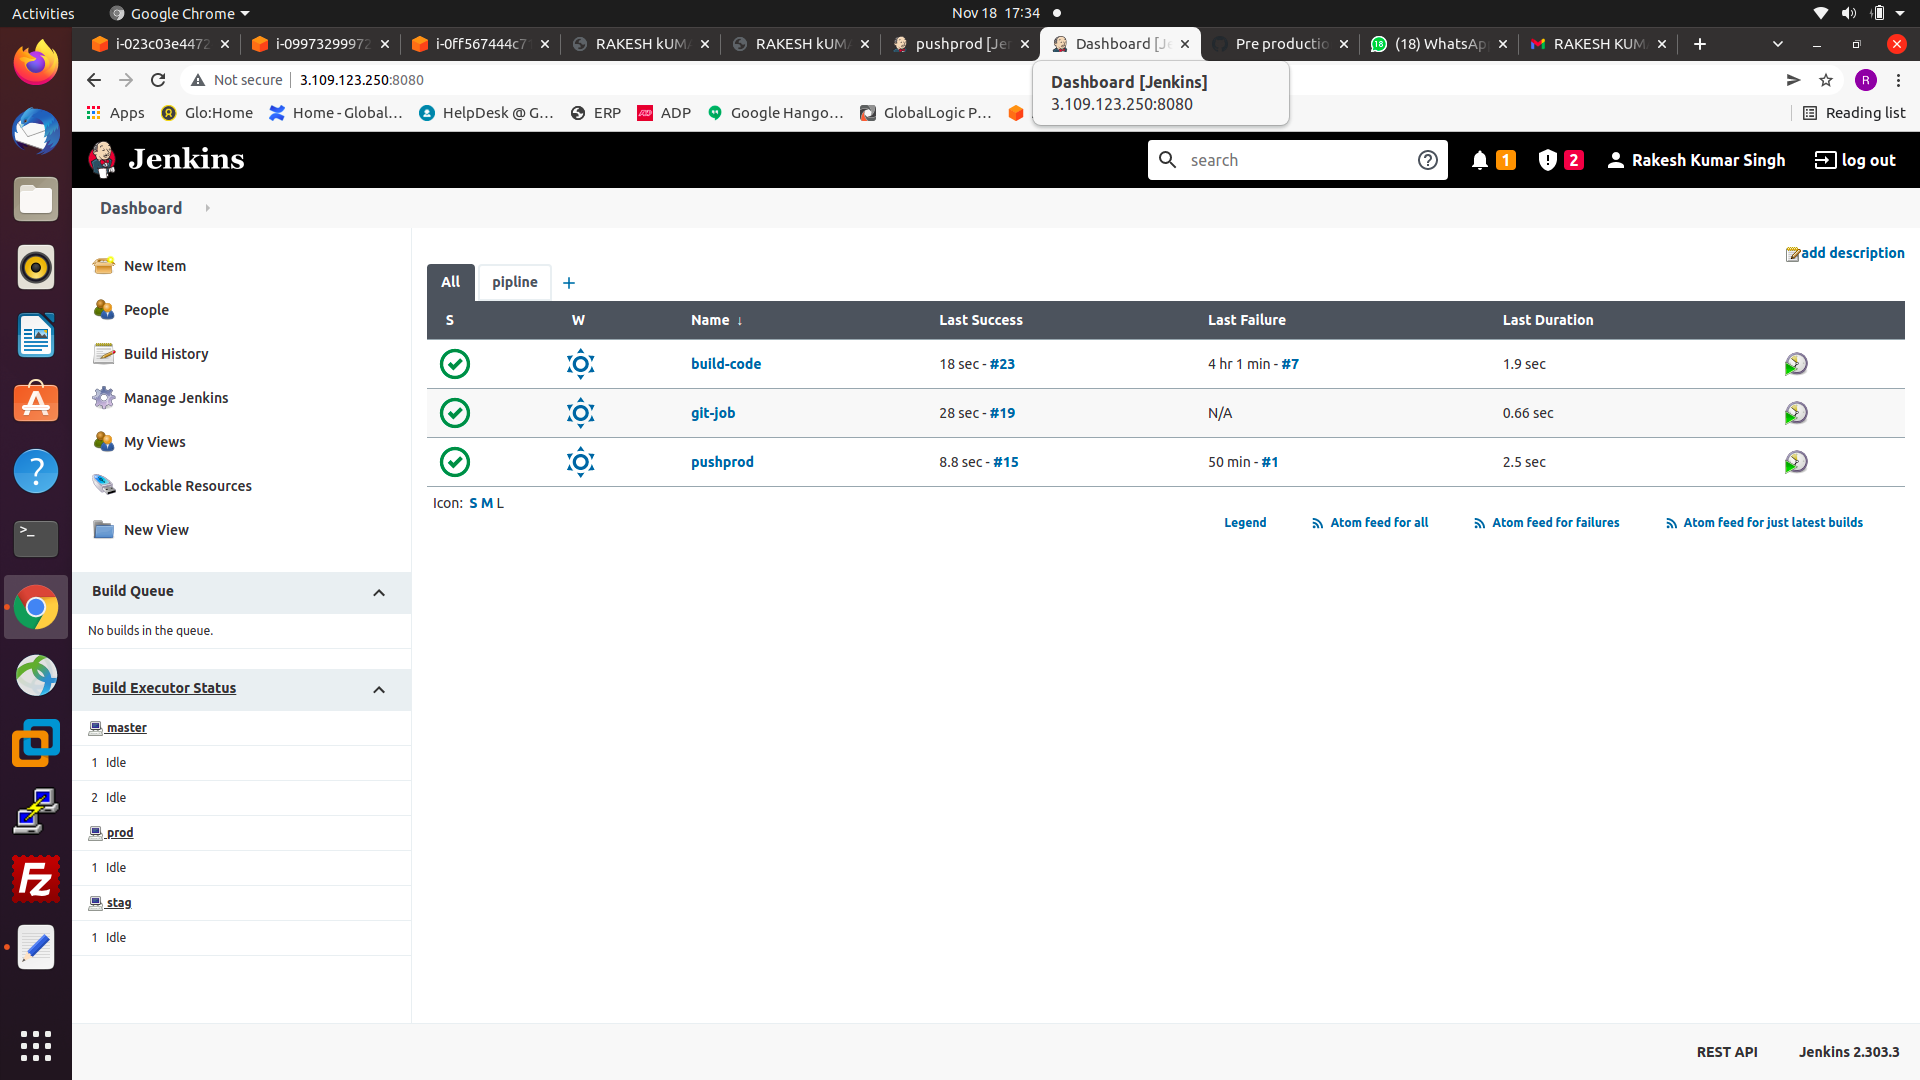 Activities Google Chrome Nov 18 17:34
i-023c03e4472 i-09973299972 i-0ff567444c7 RAKESH kUMA RAKESH kUMA pushprod [Jen Dashboard [Je Pre productio (18) WhatsApp RAKESH KUM
Not secure 3.109.123.250:8080 R
Dashboard [Jenkins]
3.109.123.250:8080
Apps Glo:Home Home - Global... HelpDesk @ G... ERP ADP Google Hango... GlobalLogic P... Reading list
Jenkins search 1 2 Rakesh Kumar Singh log out
Dashboard
add description
New Item
People
Build History
Manage Jenkins
My Views
Lockable Resources
New View
All pipline +
S W Name ↓ Last Success Last Failure Last Duration
build-code 18 sec - #23 4 hr 1 min - #7 1.9 sec
git-job 28 sec - #19 N/A 0.66 sec
pushprod 8.8 sec - #15 50 min - #1 2.5 sec
Icon: S M L
Legend Atom feed for all Atom feed for failures Atom feed for just latest builds
Build Queue
No builds in the queue.
Build Executor Status
master
1 Idle
2 Idle
prod
1 Idle
stag
1 Idle
REST API Jenkins 2.303.3